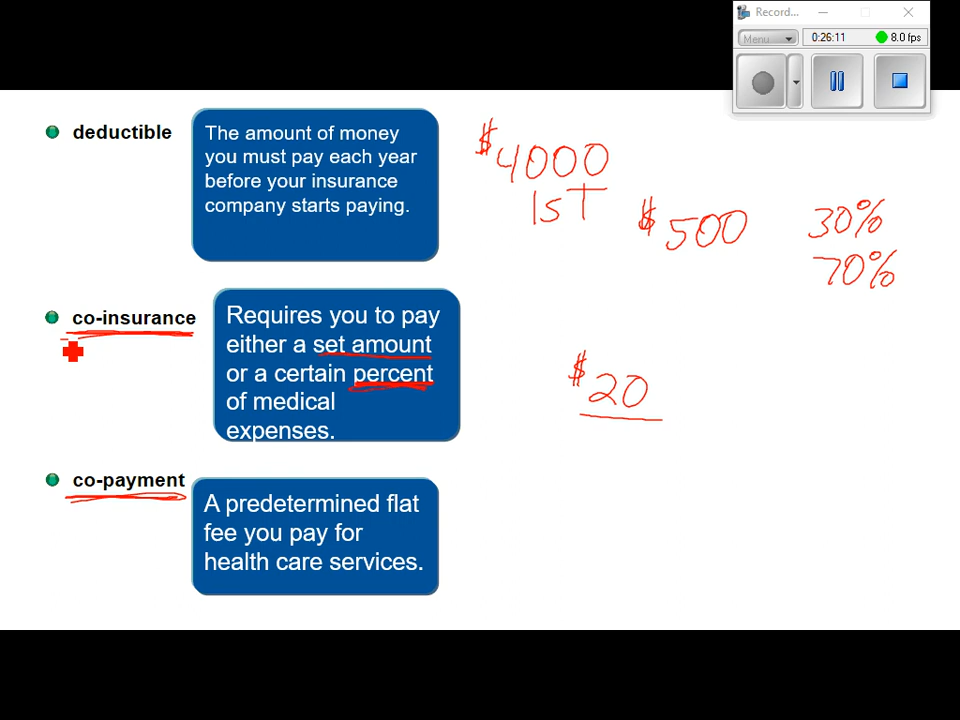 Record...
Menu
0:26:11
8.0 fps
deductible
The amount of money
you must pay each year
before your insurance
company starts paying.
$4000
1ST
$500
30%
70%
co-insurance
Requires you to pay
either a set amount
or a certain percent
of medical
expenses.
$20
co-payment
A predetermined flat
fee you pay for
health care services.